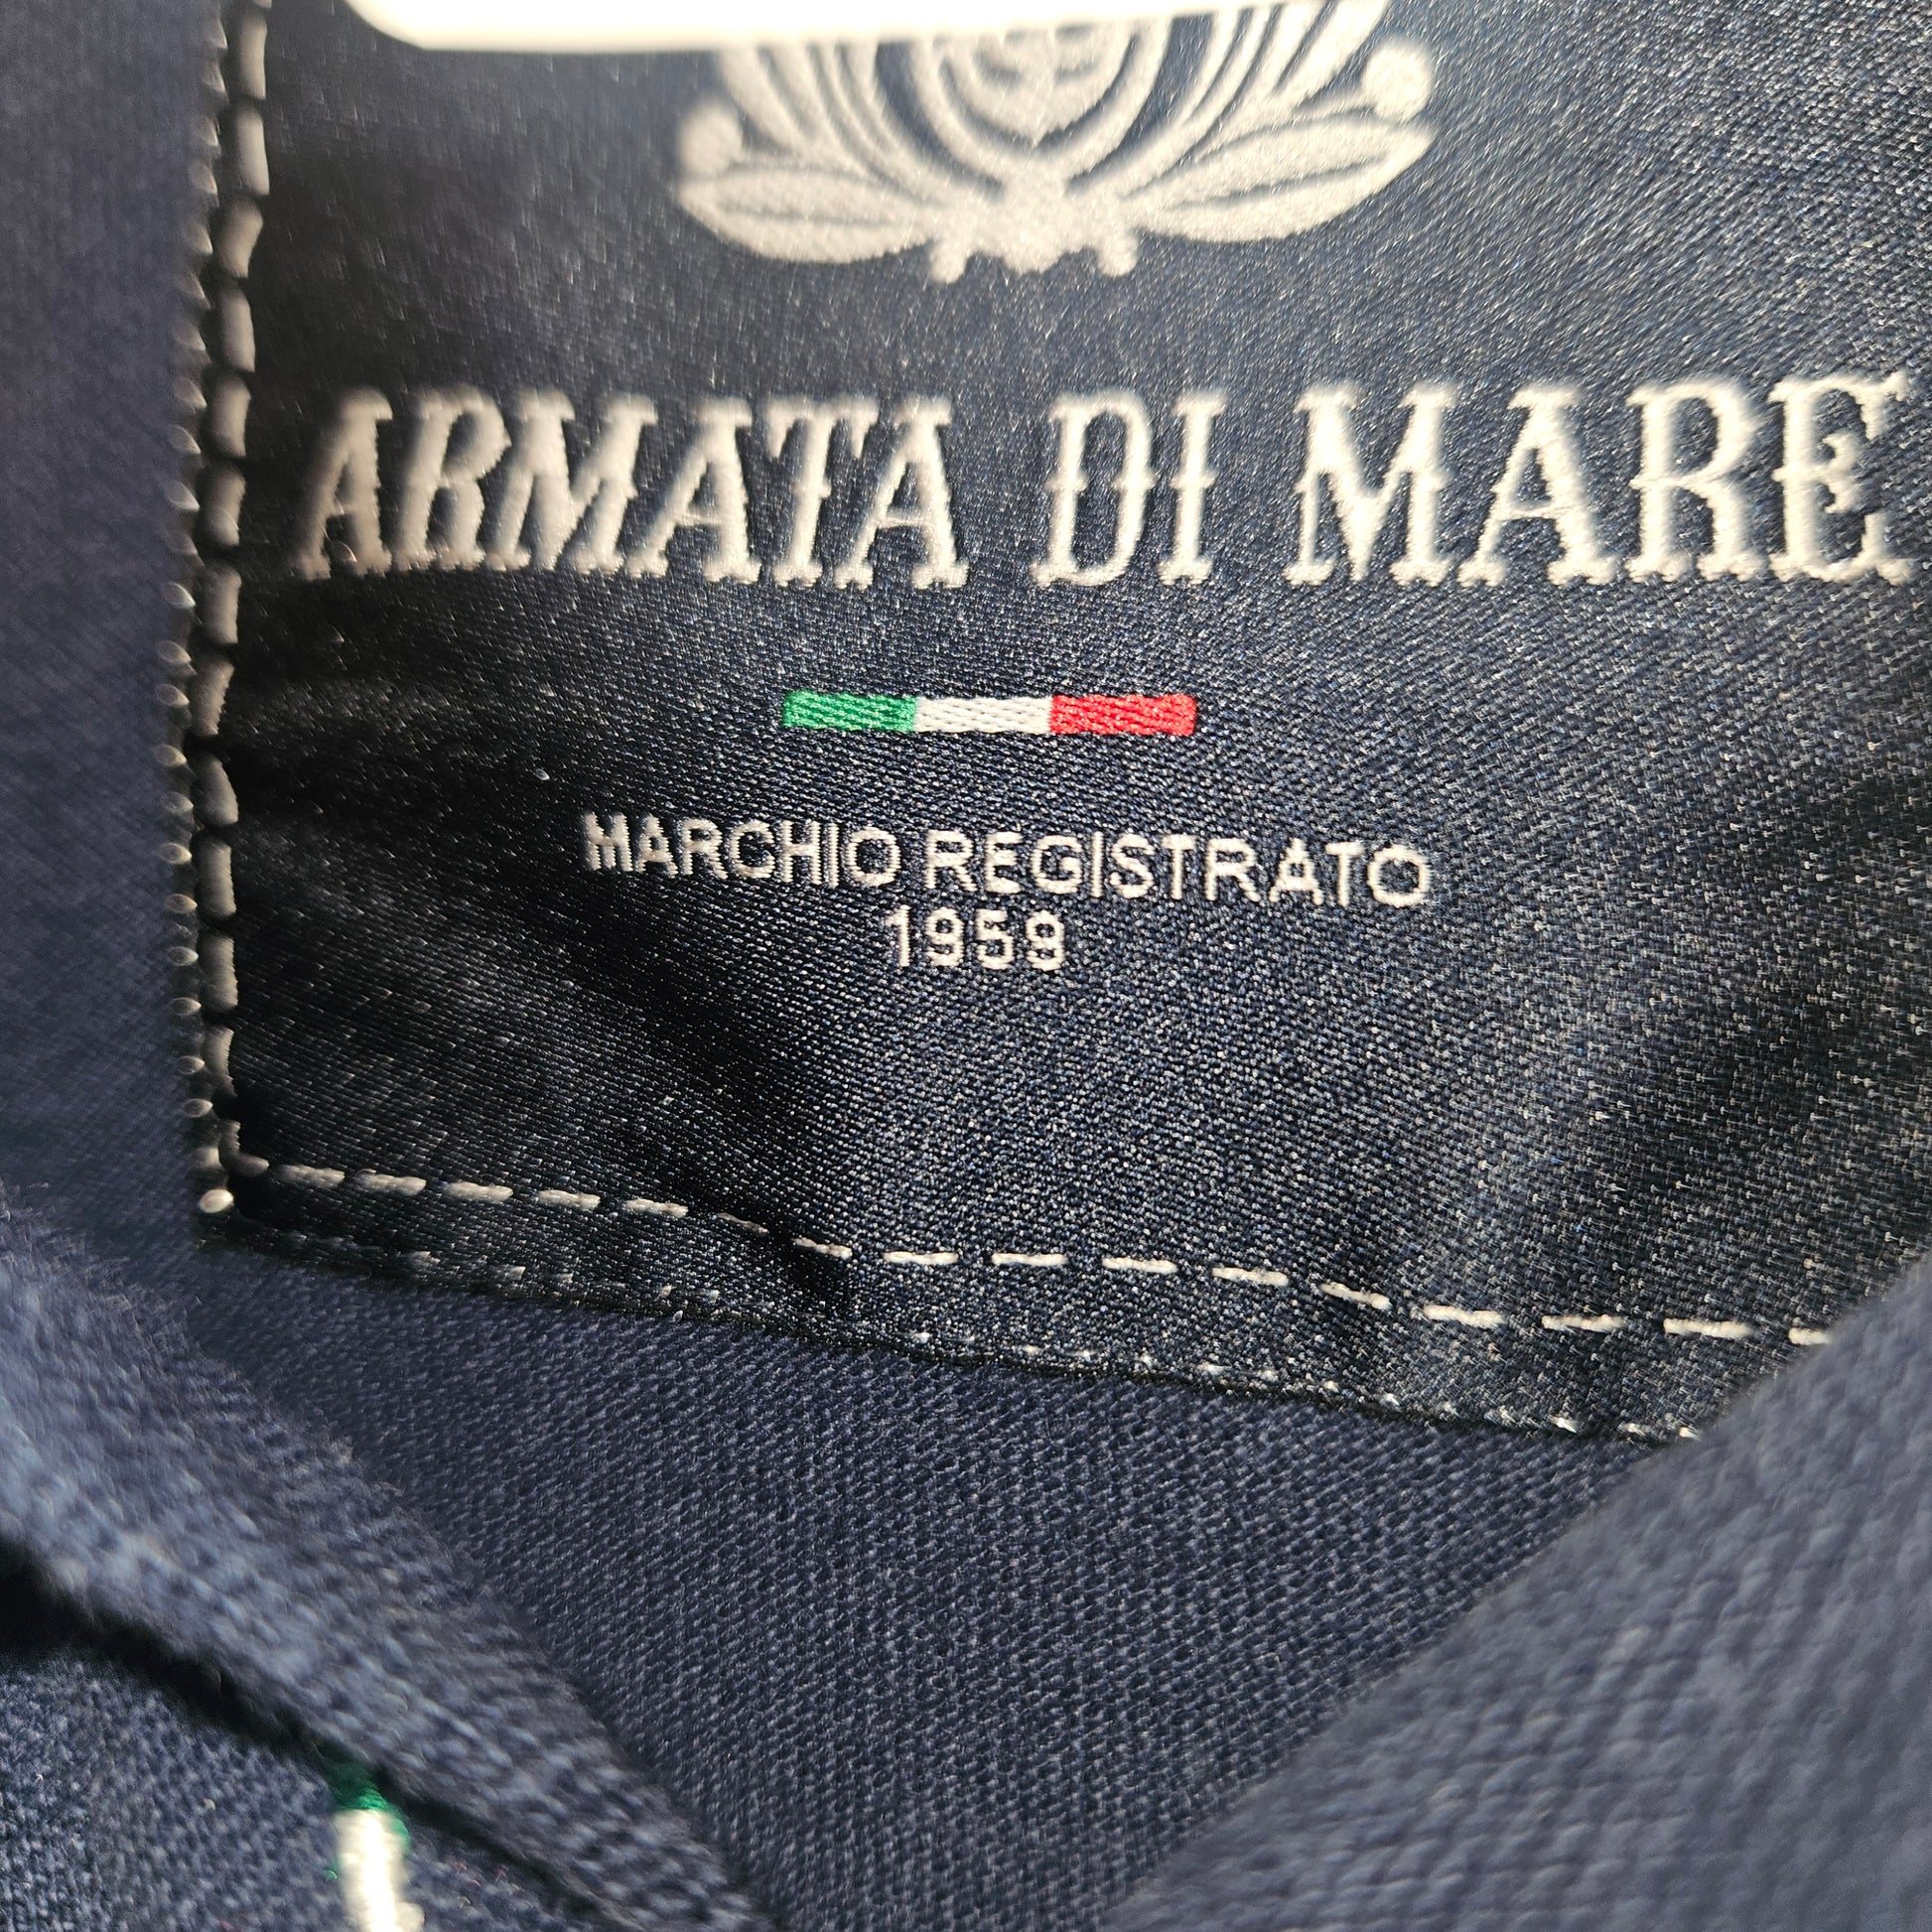 ARMATA DI MARE
MARCHIO REGISTRATO
1959